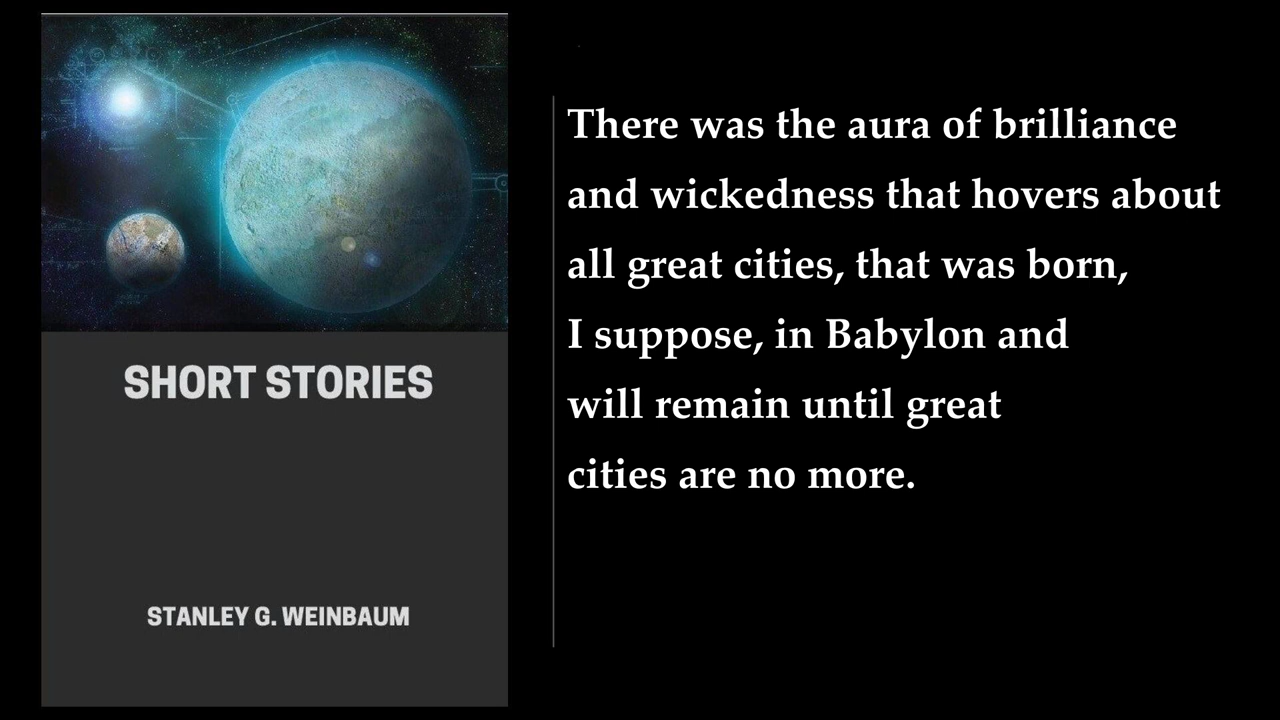 SHORT STORIES
STANLEY G. WEINBAUM
There was the aura of brilliance
and wickedness that hovers about
all great cities, that was born,
I suppose, in Babylon and
will remain until great
cities are no more.